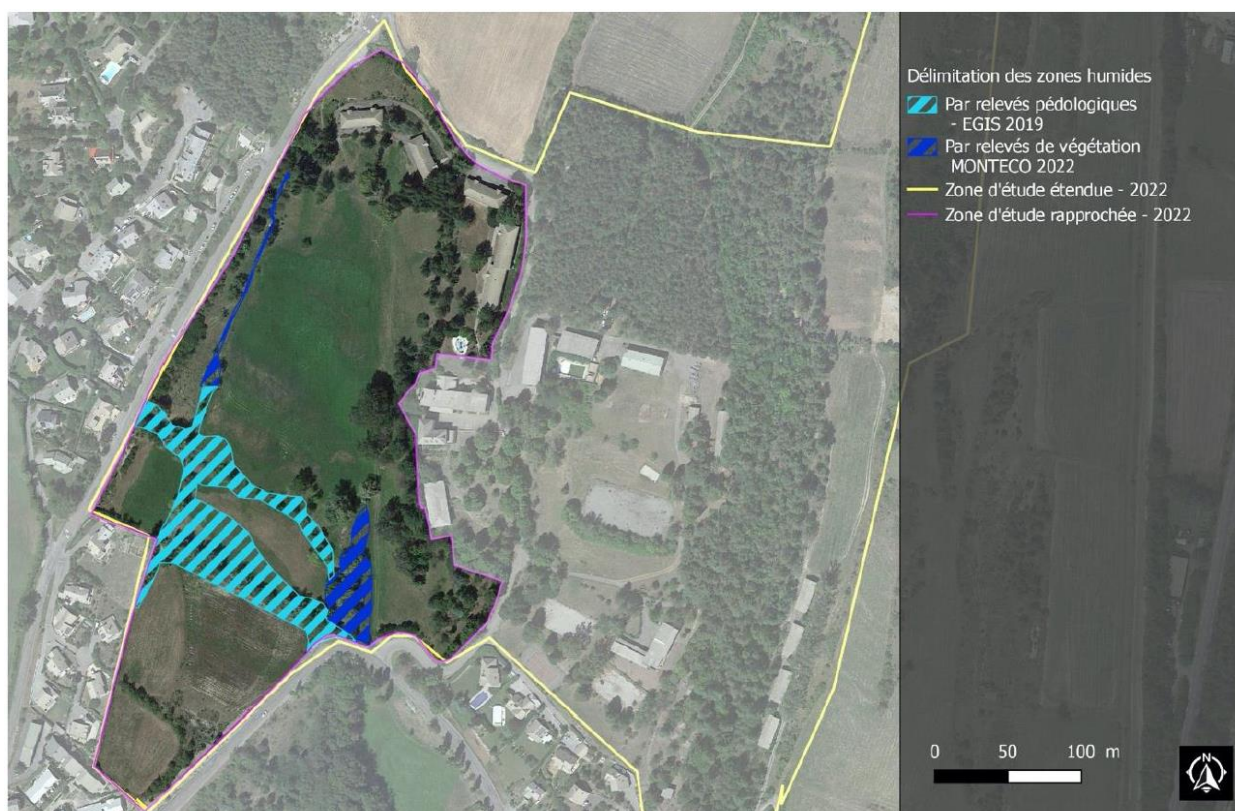 Délimitation des zones humides
Par relevés pédologiques
- EGIS 2019
Par relevés de végétation
MONTECO 2022
Zone d'étude étendue - 2022
Zone d'étude rapprochée - 2022
0 50 100 m